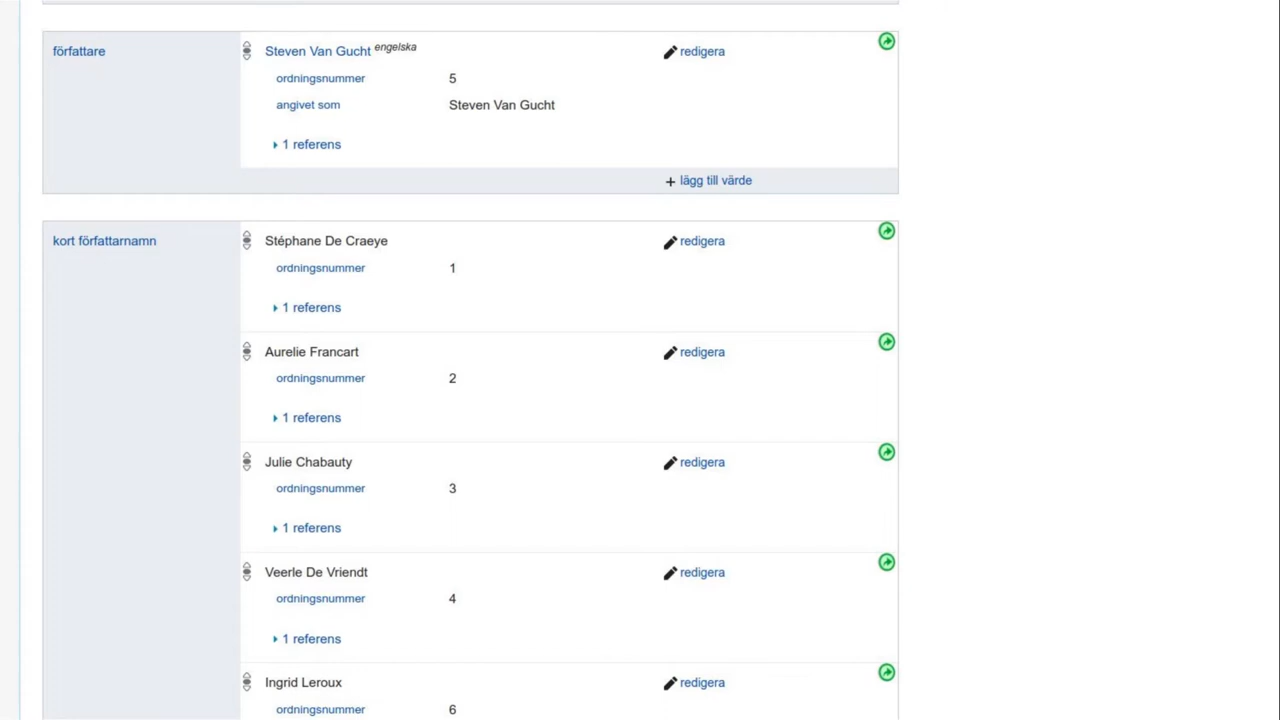 författare
Steven Van Gucht engelska
redigera
ordningsnummer 5
angivet som Steven Van Gucht
1 referens
+ lägg till värde
kort författarnamn
Stéphane De Craeye
redigera
ordningsnummer 1
1 referens
Aurelie Francart
redigera
ordningsnummer 2
1 referens
Julie Chabauty
redigera
ordningsnummer 3
1 referens
Veerle De Vriendt
redigera
ordningsnummer 4
1 referens
Ingrid Leroux
redigera
ordningsnummer 6